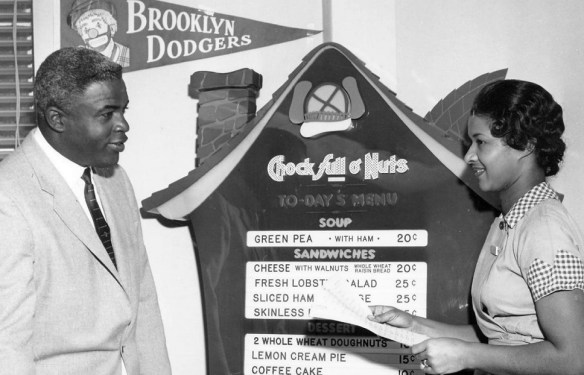 BROOKLYN
DODGERS
Chock full o' Nuts
TO-DAY'S MENU
SOUP
GREEN PEA • WITH HAM • 20¢
SANDWICHES
CHEESE WITH WALNUTS WHOLE WHEAT RAISIN BREAD 20¢
FRESH LOBSTER SALAD 25¢
SLICED HAM 25¢
SKINLESS
DESSERT
2 WHOLE WHEAT DOUGHNUTS
LEMON CREAM PIE 15¢
COFFEE CAKE